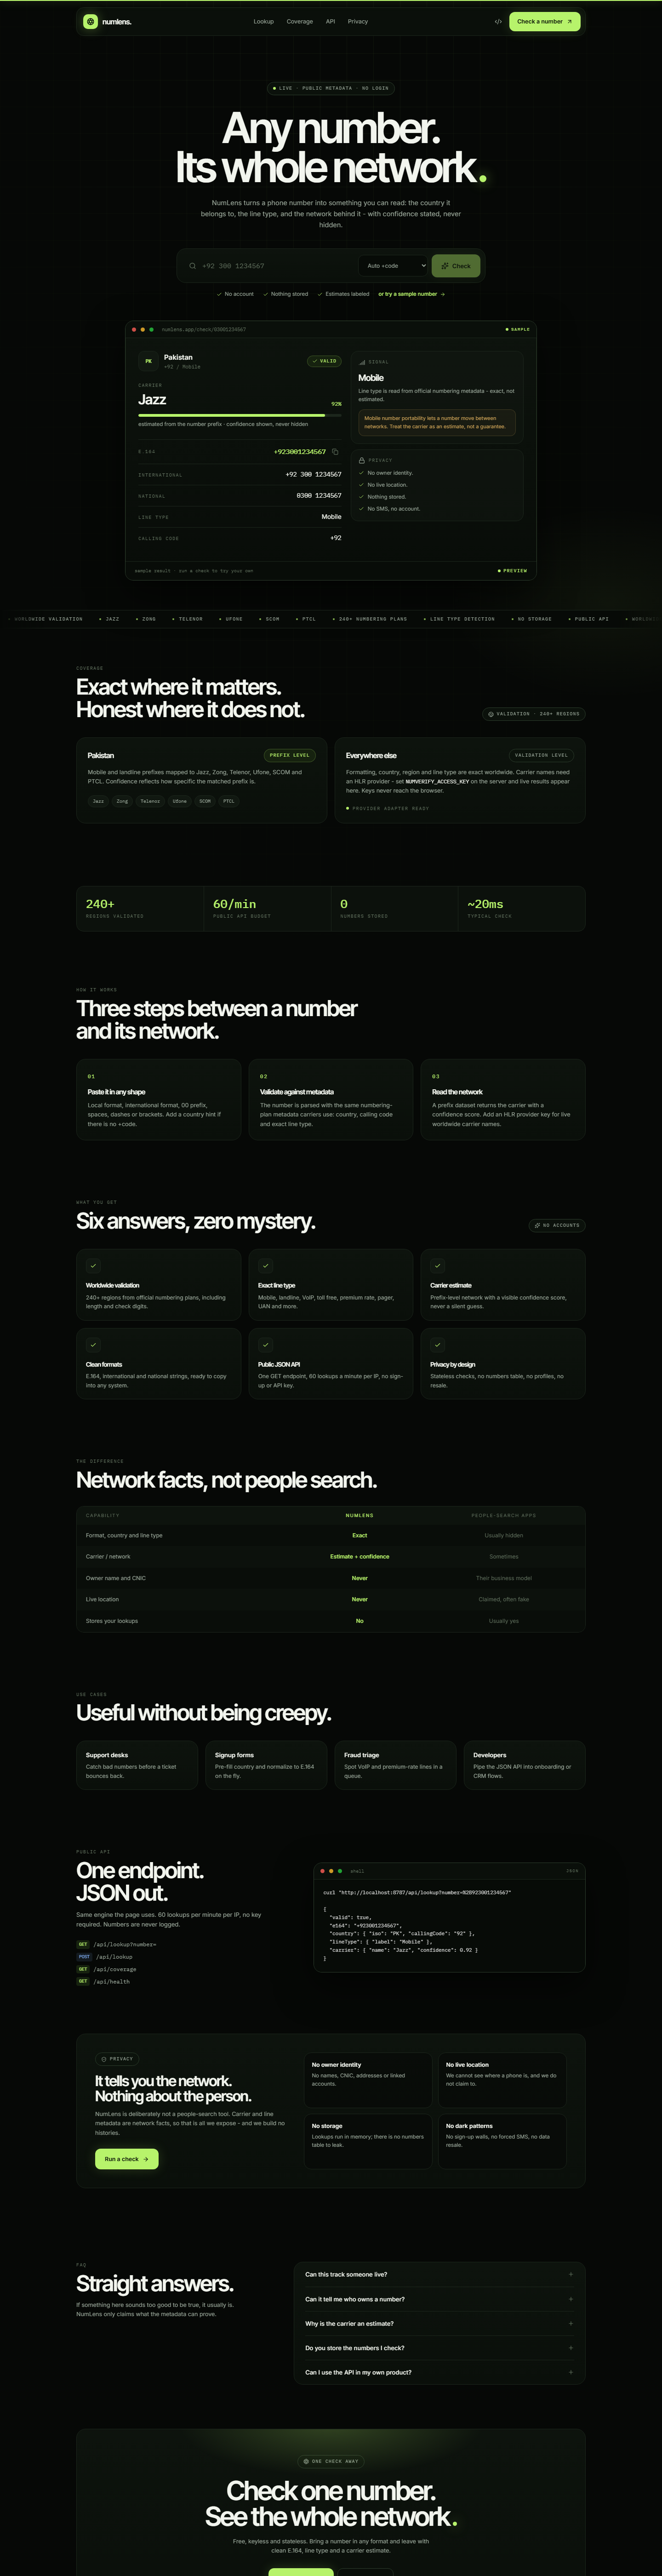 numlens.
Lookup Coverage API Privacy
Check a number
LIVE · PUBLIC METADATA · NO LOGIN
Any number.
Its whole network.
NumLens turns a phone number into something you can read: the country it
belongs to, the line type, and the network behind it - with confidence stated, never
hidden.
+92 300 1234567
Auto +code
Check
No account Nothing stored Estimates labeled or try a sample number →
numlens.app/check/03001234567
SAMPLE
PK
Pakistan
+92 / Mobile
VALID
CARRIER
Jazz
92%
estimated from the number prefix · confidence shown, never hidden
E.164 +923001234567
INTERNATIONAL +92 300 1234567
NATIONAL 0300 1234567
LINE TYPE Mobile
CALLING CODE +92
SIGNAL
Mobile
Line type is read from official numbering metadata - exact, not
estimated.
Mobile number portability lets a number move between
networks. Treat the carrier as an estimate, not a guarantee.
PRIVACY
No owner identity.
No live location.
Nothing stored.
No SMS, no account.
sample result · run a check to try your own
PREVIEW
WORLDWIDE VALIDATION JAZZ ZONG TELENOR UFONE SCOM PTCL 240+ NUMBERING PLANS LINE TYPE DETECTION NO STORAGE PUBLIC API
COVERAGE
Exact where it matters.
Honest where it does not.
VALIDATION · 240+ REGIONS
Pakistan
PREFIX LEVEL
Mobile and landline prefixes mapped to Jazz, Zong, Telenor, Ufone, SCOM and
PTCL. Confidence reflects how specific the matched prefix is.
Jazz Zong Telenor Ufone SCOM PTCL
Everywhere else
VALIDATION LEVEL
Formatting, country, region and line type are exact worldwide. Carrier names need
an HLR provider - set NUMVERIFY_ACCESS_KEY on the server and live results appear
here. Keys never reach the browser.
PROVIDER ADAPTER READY
240+
REGIONS VALIDATED
60/min
PUBLIC API BUDGET
0
NUMBERS STORED
~20ms
TYPICAL CHECK
HOW IT WORKS
Three steps between a number
and its network.
01
Paste it in any shape
Local format, international format, 00 prefix,
spaces, dashes or brackets. Add a country hint if
there is no +code.
02
Validate against metadata
The number is parsed with the same numbering-
plan metadata carriers use: country, calling code
and exact line type.
03
Read the network
A prefix dataset returns the carrier with a
confidence score. Add an HLR provider key for live
worldwide carrier names.
WHAT YOU GET
Six answers, zero mystery.
NO ACCOUNTS
Worldwide validation
240+ regions from official numbering plans, including
length and check digits.
Exact line type
Mobile, landline, VoIP, toll free, premium rate, pager,
UAN and more.
Carrier estimate
Prefix-level network with a visible confidence score,
never a silent guess.
Clean formats
E.164, international and national strings, ready to copy
into any system.
Public JSON API
One GET endpoint, 60 lookups a minute per IP, no sign-
up or API key.
Privacy by design
Stateless checks, no numbers table, no profiles, no
resale.
THE DIFFERENCE
Network facts, not people search.
CAPABILITY NUMLENS PEOPLE-SEARCH APPS
Format, country and line type Exact Usually hidden
Carrier / network Estimate + confidence Sometimes
Owner name and CNIC Never Their business model
Live location Never Claimed, often fake
Stores your lookups No Usually yes
USE CASES
Useful without being creepy.
Support desks
Catch bad numbers before a ticket
bounces back.
Signup forms
Pre-fill country and normalize to E.164
on the fly.
Fraud triage
Spot VoIP and premium-rate lines in a
queue.
Developers
Pipe the JSON API into onboarding or
CRM flows.
PUBLIC API
One endpoint.
JSON out.
Same engine the page uses. 60 lookups per minute per IP, no key
required. Numbers are never logged.
GET /api/lookup?number=
POST /api/lookup
GET /api/coverage
GET /api/health
shell
JSON
curl "http://localhost:8787/api/lookup?number=%2B923001234567"
{
"valid": true,
"e164": "+923001234567",
"country": { "iso": "PK", "callingCode": "92" },
"lineType": { "label": "Mobile" },
"carrier": { "name": "Jazz", "confidence": 0.92 }
}
PRIVACY
It tells you the network.
Nothing about the person.
NumLens is deliberately not a people-search tool. Carrier and line
metadata are network facts, so that is all we expose - and we build no
histories.
Run a check →
No owner identity
No names, CNIC, addresses or linked
accounts.
No live location
We cannot see where a phone is, and we do
not claim to.
No storage
Lookups run in memory; there is no numbers
table to leak.
No dark patterns
No sign-up walls, no forced SMS, no data
resale.
FAQ
Straight answers.
If something here sounds too good to be true, it usually is.
NumLens only claims what the metadata can prove.
Can this track someone live? +
Can it tell me who owns a number? +
Why is the carrier an estimate? +
Do you store the numbers I check? +
Can I use the API in my own product? +
ONE CHECK AWAY
Check one number.
See the whole network.
Free, keyless and stateless. Bring a number in any format and leave with
clean E.164, line type and a carrier estimate.